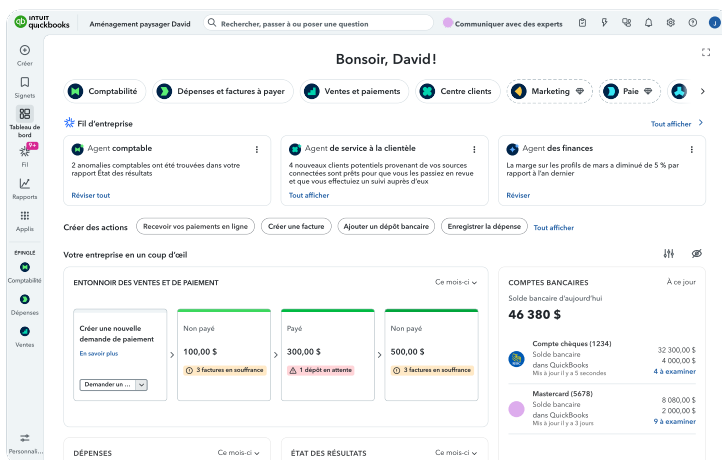 INTUIT
quickbooks
Aménagement paysager David
Rechercher, passer à ou poser une question
Communiquer avec des experts
J
Créer
Signets
Tableau de
bord
9+
Fil
Rapports
Applis
ÉPINGLÉ
Comptabilité
Dépenses
Ventes
Personnali...
Bonsoir, David !
Comptabilité
Dépenses et factures à payer
Ventes et paiements
Centre clients
Marketing
Paie
Fil d'entreprise
Tout afficher
Agent comptable
2 anomalies comptables ont été trouvées dans votre
rapport État des résultats
Réviser tout
Agent de service à la clientèle
4 nouveaux clients potentiels provenant de vos sources
connectées sont prêts pour que vous les passiez en revue
et que vous effectuiez un suivi auprès d'eux
Tout afficher
Agent des finances
La marge sur les profils de mars a diminué de 5 % par
rapport à l'an dernier
Réviser
Créer des actions
Recevoir vos paiements en ligne
Créer une facture
Ajouter un dépôt bancaire
Enregistrer la dépense
Tout afficher
Votre entreprise en un coup d'œil
ENTONNOIR DES VENTES ET DE PAIEMENT
Ce mois-ci
Créer une nouvelle
demande de paiement
En savoir plus
Demander un ...
Non payé
100,00 $
3 factures en souffrance
Payé
300,00 $
1 dépôt en attente
Non payé
500,00 $
3 factures en souffrance
COMPTES BANCAIRES
À ce jour
Solde bancaire d'aujourd'hui
46 380 $
Compte chèques (1234)
Solde bancaire
32 300,00 $
dans QuickBooks
4 000,00 $
Mis à jour il y a 5 secondes
4 à examiner
Mastercard (5678)
Solde bancaire
8 080,00 $
dans QuickBooks
2 000,00 $
Mis à jour il y a 3 jours
9 à examiner
DÉPENSES
Ce mois-ci
ÉTAT DES RÉSULTATS
Ce mois-ci